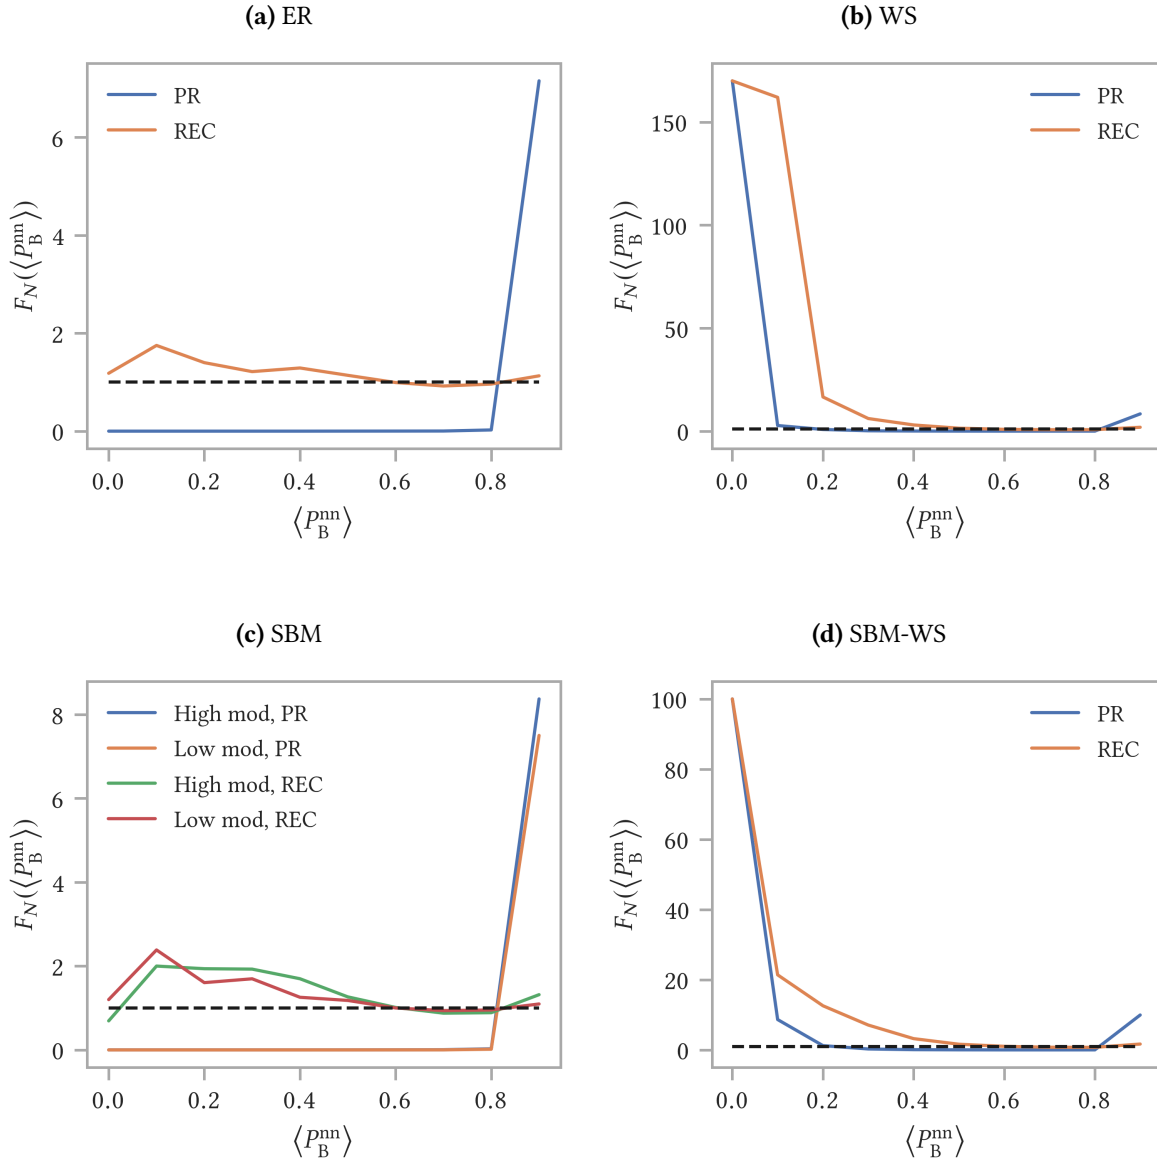 (a) ER
PR
REC
6
4
2
0
0.0 0.2 0.4 0.6 0.8
F_N(⟨P_B^nn⟩)
⟨P_B^nn⟩
(b) WS
PR
REC
150
100
50
0
0.0 0.2 0.4 0.6 0.8
F_N(⟨P_B^nn⟩)
⟨P_B^nn⟩
(c) SBM
High mod, PR
Low mod, PR
High mod, REC
Low mod, REC
8
6
4
2
0
0.0 0.2 0.4 0.6 0.8
F_N(⟨P_B^nn⟩)
⟨P_B^nn⟩
(d) SBM-WS
PR
REC
100
80
60
40
20
0
0.0 0.2 0.4 0.6 0.8
F_N(⟨P_B^nn⟩)
⟨P_B^nn⟩